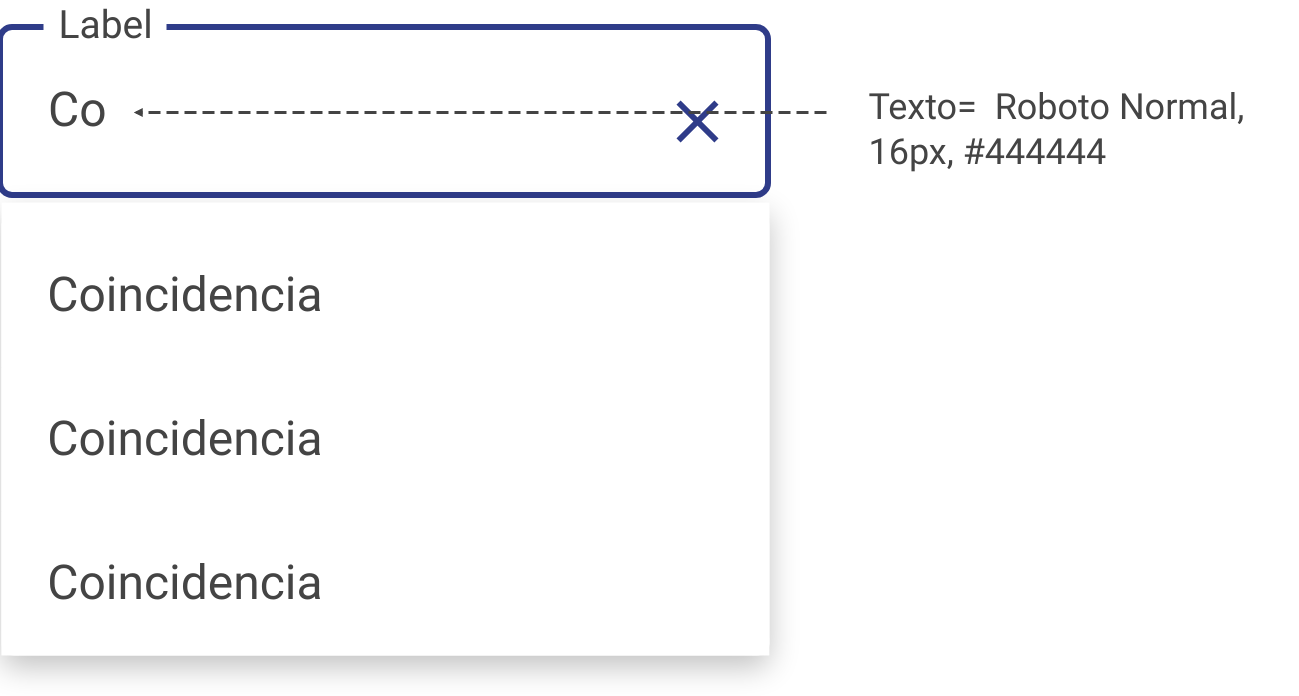 Label
Co
Texto=  Roboto Normal,
16px, #444444
Coincidencia
Coincidencia
Coincidencia